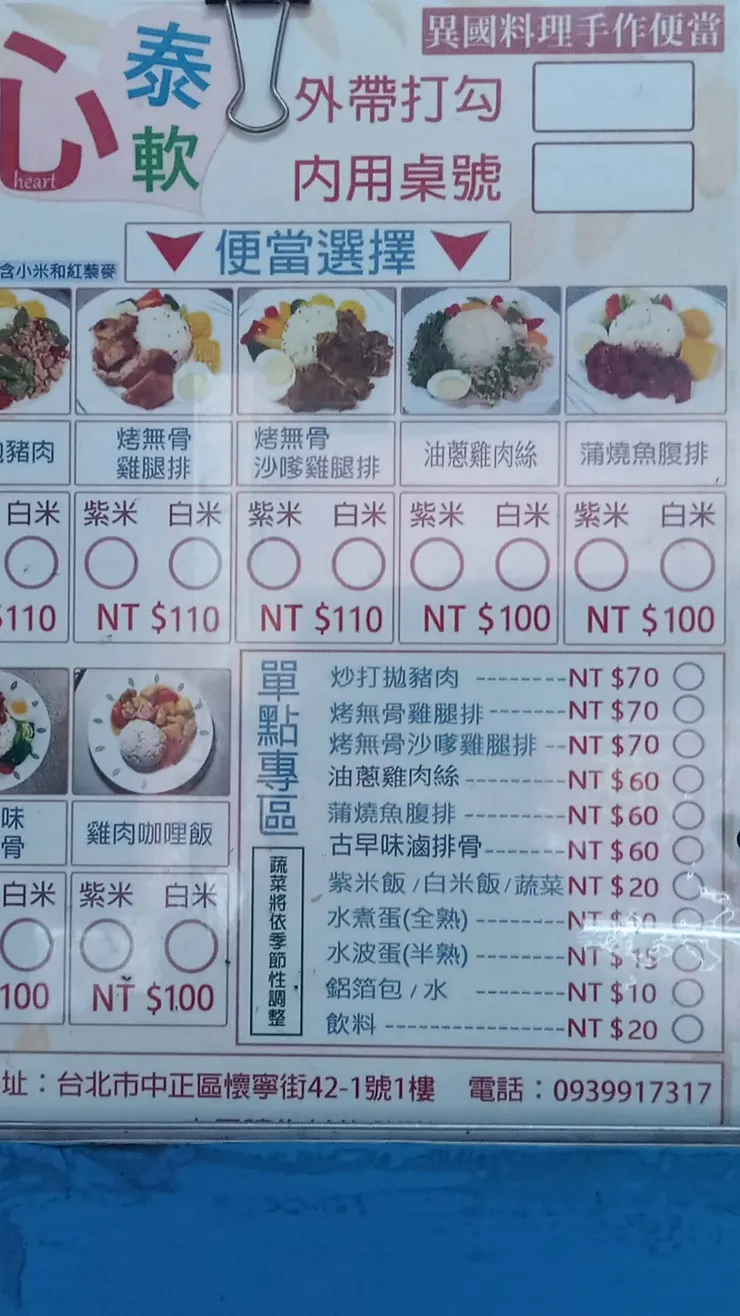 異國料理手作便當
心 泰軟
heart
外帶打勾
內用桌號
便當選擇
含小米和紅藜麥
豬肉
烤無骨
雞腿排
烤無骨
沙嗲雞腿排
油蔥雞肉絲
蒲燒魚腹排
白米 紫米 白米 紫米 白米 紫米 白米 紫米 白米
$110 NT $110 NT $110 NT $100 NT $100
味
骨
雞肉咖哩飯
白米 紫米 白米
100 NT $100
單點專區
蔬菜將依季節性調整
炒打拋豬肉 --------NT $70
烤無骨雞腿排-------NT $70
烤無骨沙嗲雞腿排 --NT $70
油蔥雞肉絲---------NT $60
蒲燒魚腹排 --------NT $60
古早味滷排骨-------NT $60
紫米飯/白米飯/蔬菜NT $20
水煮蛋(全熟) --------NT
水波蛋(半熟) --------NT $15
鋁箔包/水 --------NT $10
飲料 ----------------NT $20
址：台北市中正區懷寧街42-1號1樓 電話：0939917317